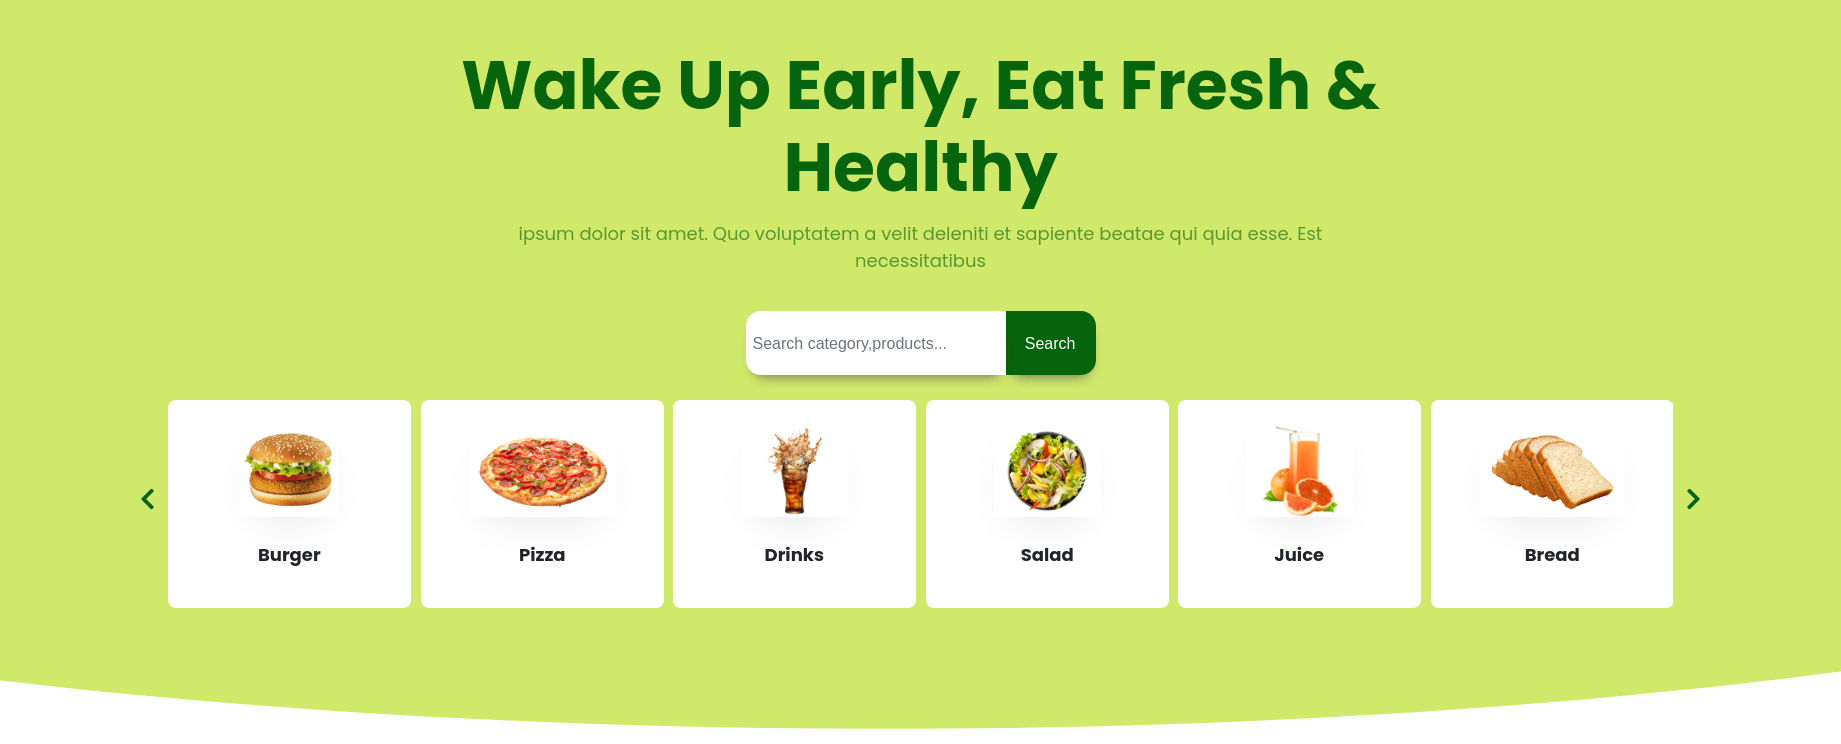 Wake Up Early, Eat Fresh &
Healthy
ipsum dolor sit amet. Quo voluptatem a velit deleniti et sapiente beatae qui quia esse. Est
necessitatibus
Search category,products...
Search
Burger
Pizza
Drinks
Salad
Juice
Bread